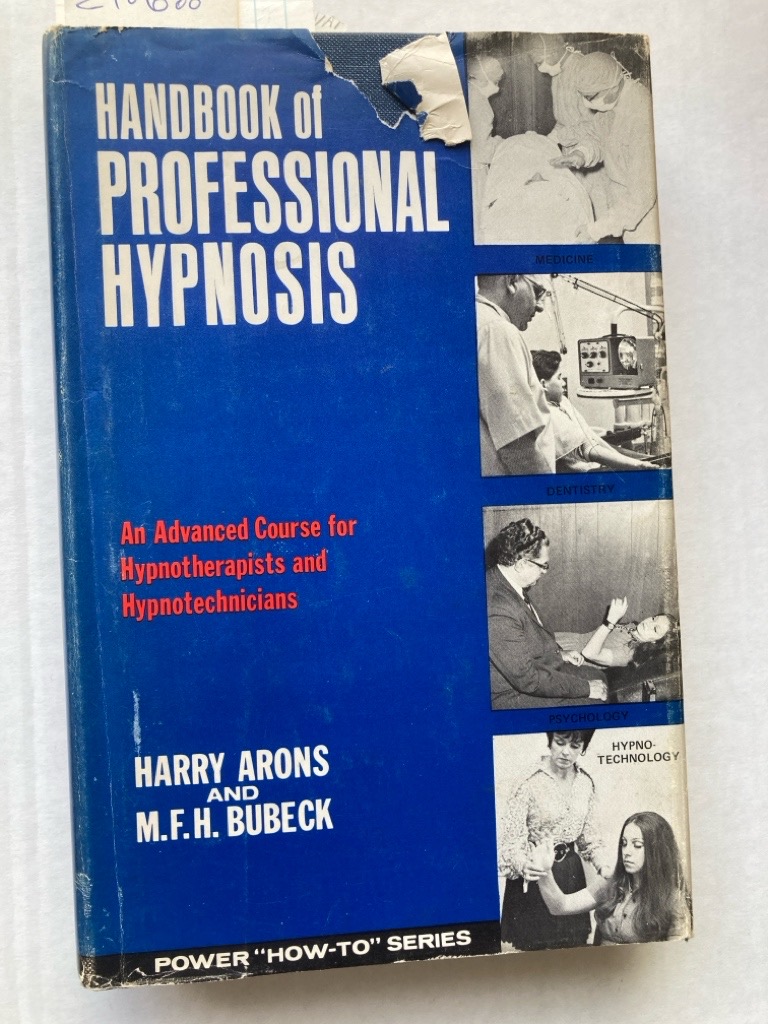 HANDBOOK of
PROFESSIONAL
HYPNOSIS
An Advanced Course for
Hypnotherapists and
Hypnotechnicians
HARRY ARONS
AND
M.F.H. BUBECK
POWER "HOW-TO" SERIES
MEDICINE
DENTISTRY
PSYCHOLOGY
HYPNO-
TECHNOLOGY